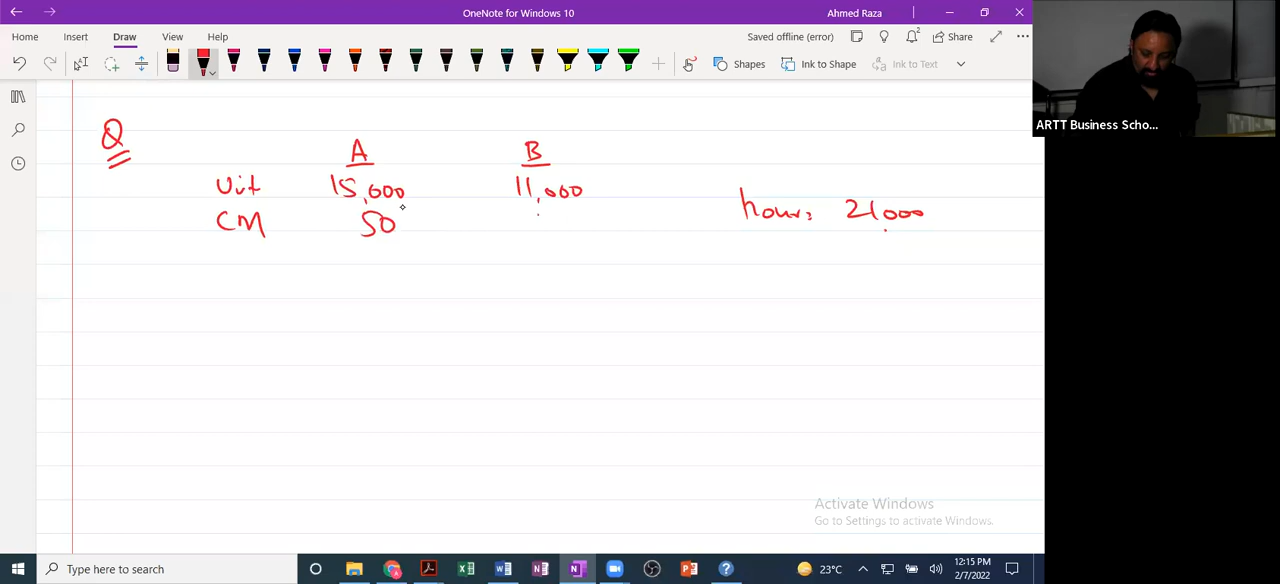 OneNote for Windows 10
Ahmed Raza
Home Insert Draw View Help
Saved offline (error)
2
Share
Shapes
Ink to Shape
Ink to Text
ARTT Business Scho...
Q
A B
Uit 15,000 11,000
CM 50
hours 21000
Activate Windows
Go to Settings to activate Windows.
Type here to search
23°C
12:15 PM
2/7/2022